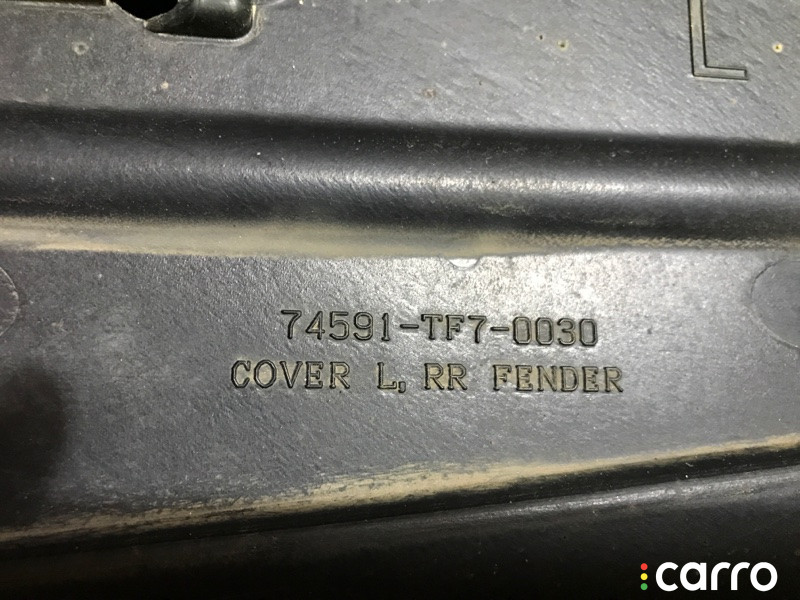 L
74591-TF7-0030
COVER L, RR FENDER
carro